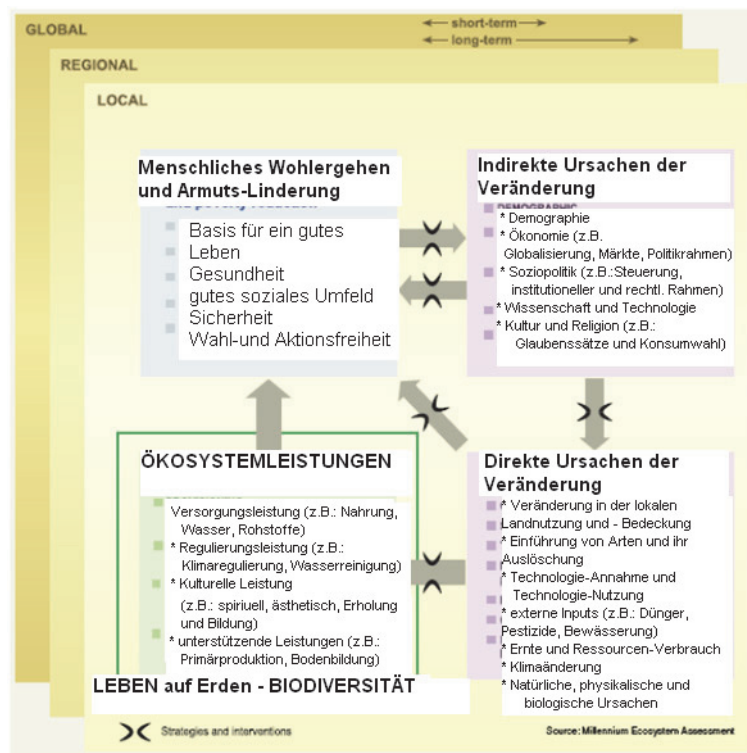 GLOBAL
short-term
long-term
REGIONAL
LOCAL
Menschliches Wohlergehen
und Armuts-Linderung
Basis für ein gutes
Leben
Gesundheit
gutes soziales Umfeld
Sicherheit
Wahl-und Aktionsfreiheit
Indirekte Ursachen der
Veränderung
DEMOGRAPHIC
* Demographie
* Ökonomie (z.B.
Globalisierung, Märkte, Politikrahmen)
* Soziopolitik (z.B.:Steuerung,
institutioneller und rechtl. Rahmen)
* Wissenschaft und Technologie
* Kultur und Religion (z.B.:
Glaubenssätze und Konsumwahl)
ÖKOSYSTEMLEISTUNGEN
Versorgungsleistung (z.B.: Nahrung,
Wasser, Rohstoffe)
* Regulierungsleistung (z.B.:
Klimaregulierung, Wasserreinigung)
* Kulturelle Leistung
(z.B.: spiriuell, ästhetisch, Erholung
und Bildung)
* unterstützende Leistungen (z.B.:
Primärproduktion, Bodenbildung)
LEBEN auf Erden - BIODIVERSITÄT
Direkte Ursachen der
Veränderung
* Veränderung in der lokalen
Landnutzung und - Bedeckung
* Einführung von Arten und ihr
Auslöschung
* Technologie-Annahme und
Technologie-Nutzung
* externe Inputs (z.B.: Dünger,
Pestizide, Bewässerung)
* Ernte und Ressourcen-Verbrauch
* Klimaänderung
* Natürliche, physikalische und
biologische Ursachen
Strategies and interventions
Source: Millennium Ecosystem Assessment